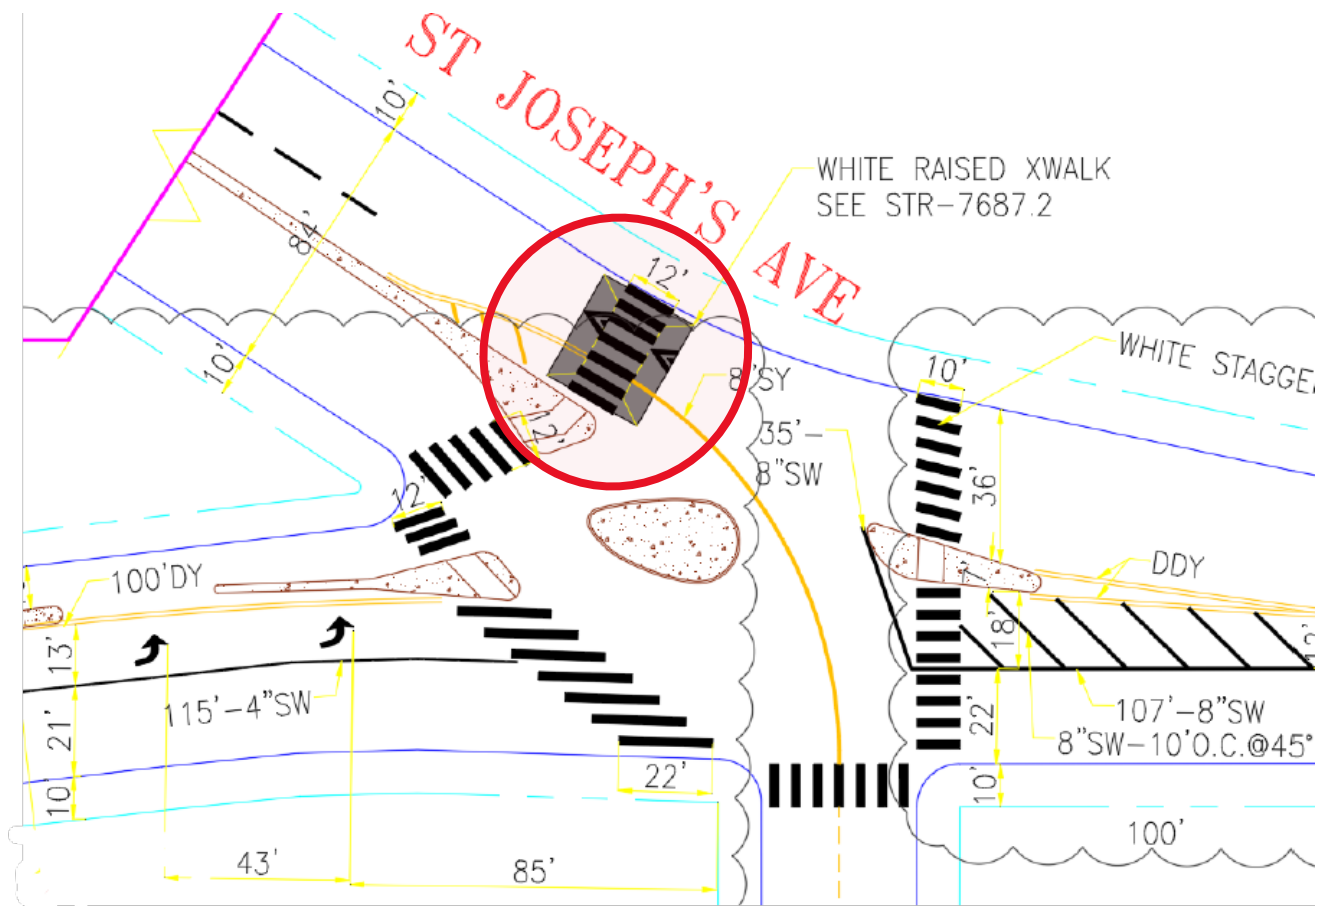 ST JOSEPH'S AVE
10'
WHITE RAISED XWALK
SEE STR-7687.2
84'
12'
10'
WHITE STAGGE
10'
8"SY
12'
35'-
8"SW
36'
12'
100'DY
DDY
7'
18'
13'
115'-4"SW
107'-8"SW
8"SW-10'O.C.@45°
21'
22'
22'
10'
10'
100'
43'
85'